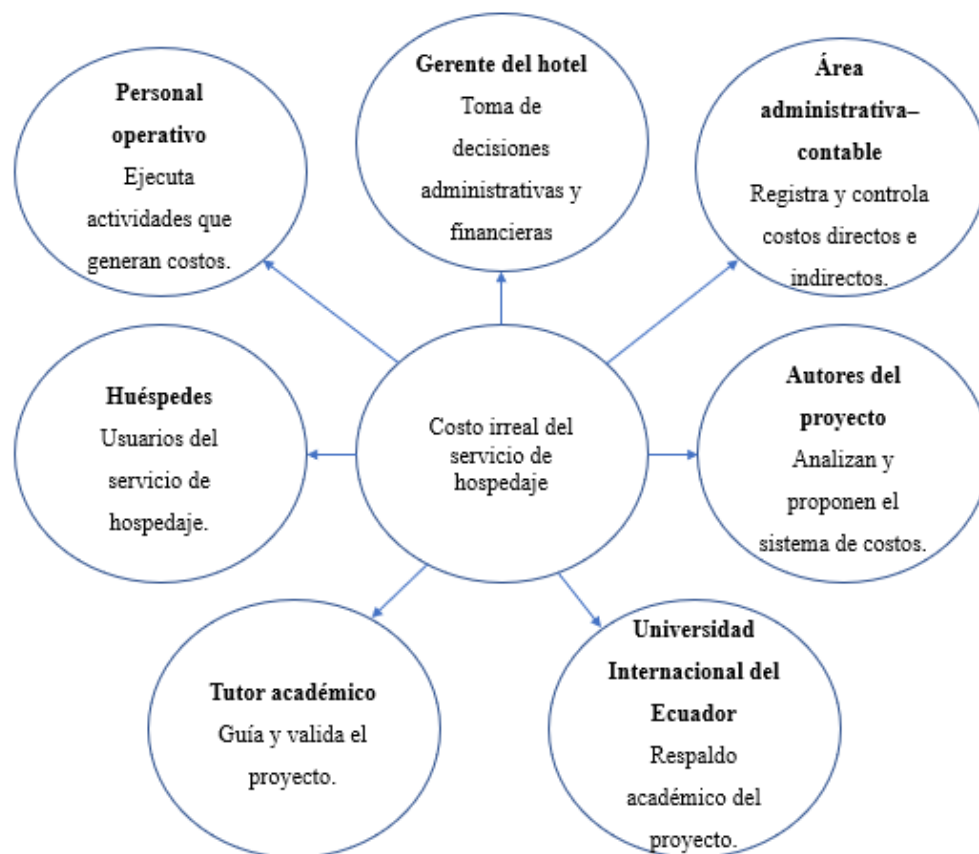 Personal
operativo
Ejecuta
actividades que
generan costos.
Gerente del hotel
Toma de
decisiones
administrativas y
financieras
Área
administrativa–
contable
Registra y controla
costos directos e
indirectos.
Huéspedes
Usuarios del
servicio de
hospedaje.
Costo irreal del
servicio de
hospedaje
Autores del
proyecto
Analizan y
proponen el
sistema de costos.
Tutor académico
Guía y valida el
proyecto.
Universidad
Internacional del
Ecuador
Respaldo
académico del
proyecto.